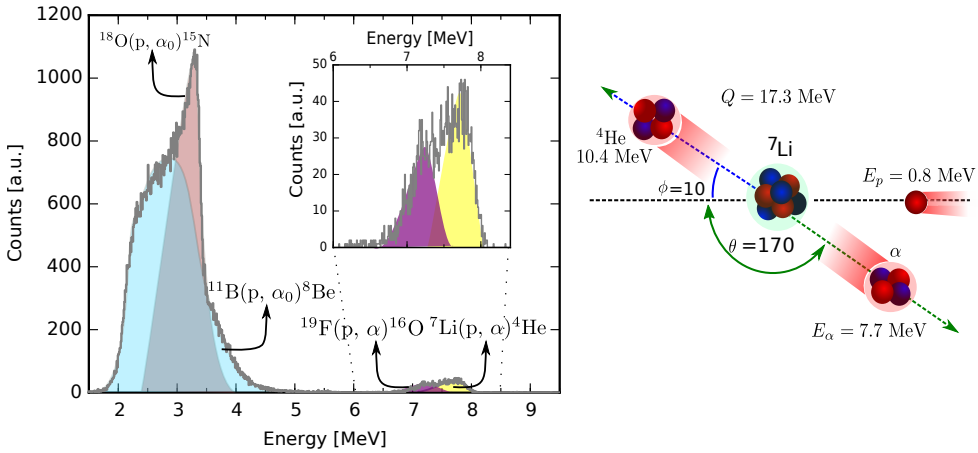 1200
1000
800
600
400
200
0
Counts [a.u.]
2 3 4 5 6 7 8 9
Energy [MeV]
¹⁸O(p, α₀)¹⁵N
¹¹B(p, α₀)⁸Be
¹⁹F(p, α)¹⁶O ⁷Li(p, α)⁴He
Energy [MeV]
6 7 8
50
40
30
20
10
0
Counts [a.u.]
Q = 17.3 MeV
⁴He
10.4 MeV
⁷Li
E_p = 0.8 MeV
ϕ=10
θ =170
α
E_α = 7.7 MeV